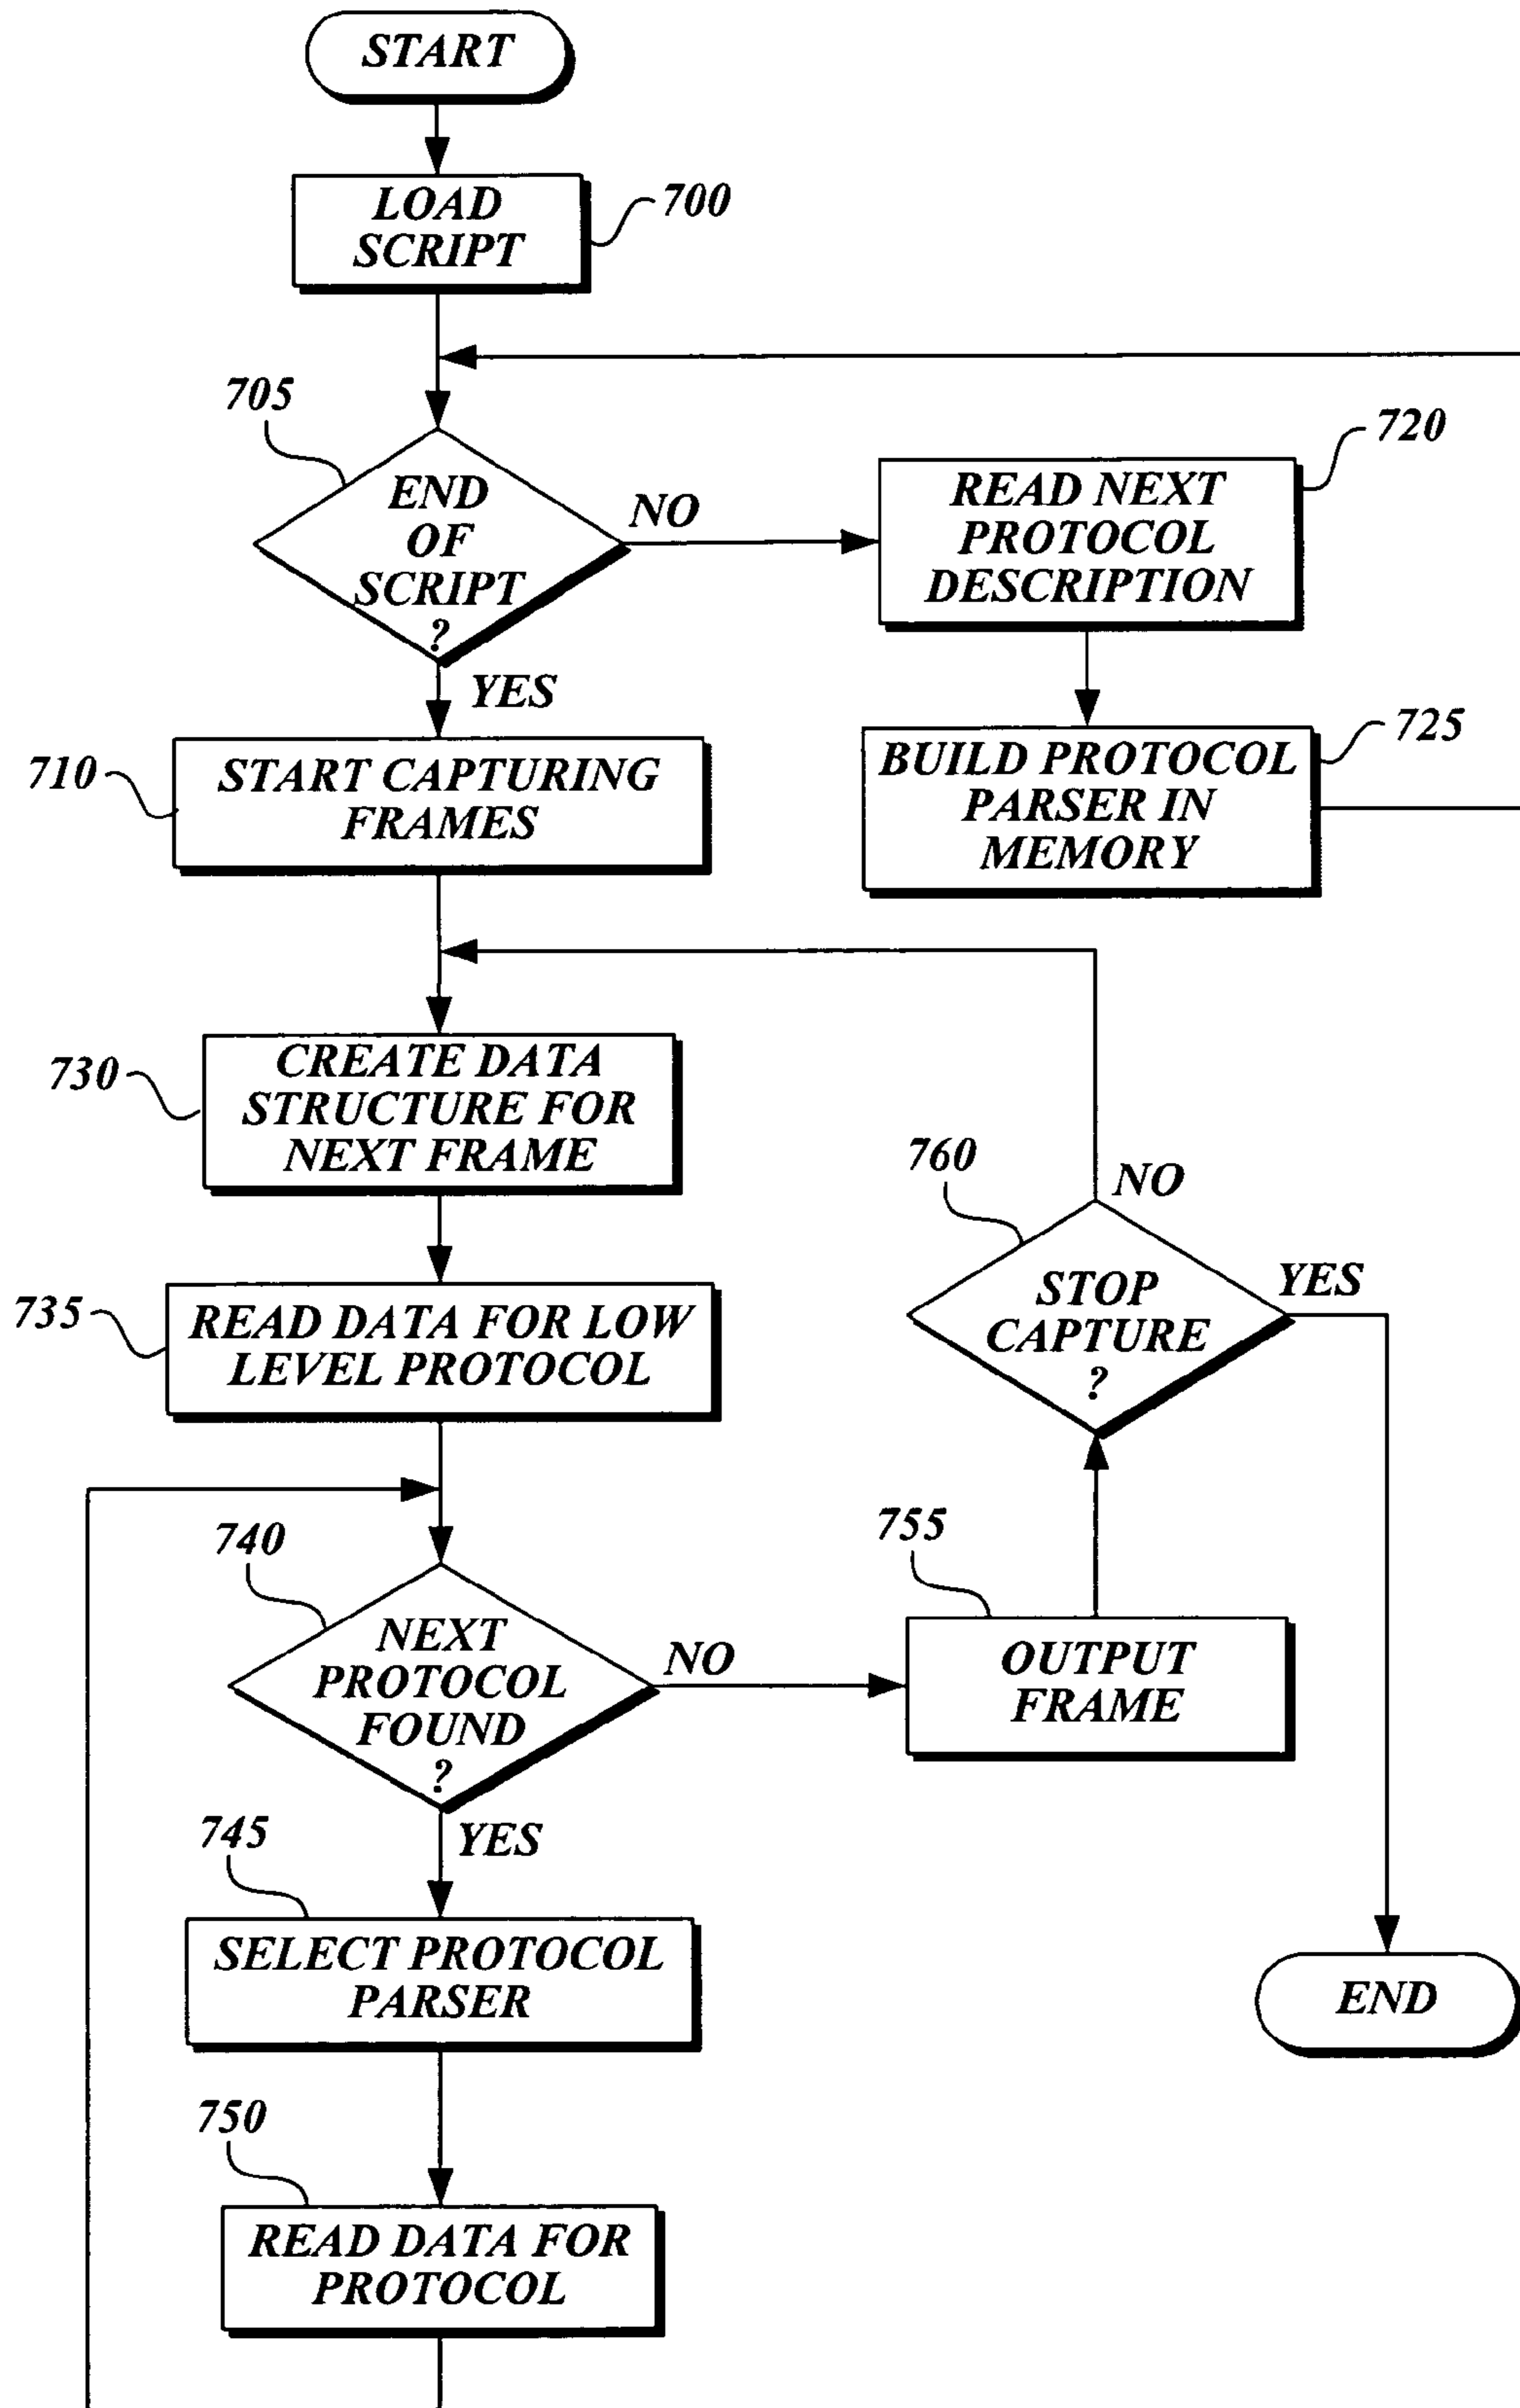 START
LOAD
SCRIPT
700
705
END
OF
SCRIPT
?
NO
YES
720
READ NEXT
PROTOCOL
DESCRIPTION
725
BUILD PROTOCOL
PARSER IN
MEMORY
710
START CAPTURING
FRAMES
730
CREATE DATA
STRUCTURE FOR
NEXT FRAME
735
READ DATA FOR LOW
LEVEL PROTOCOL
740
NEXT
PROTOCOL
FOUND
?
NO
YES
755
OUTPUT
FRAME
760
STOP
CAPTURE
?
NO
YES
END
745
SELECT PROTOCOL
PARSER
750
READ DATA FOR
PROTOCOL